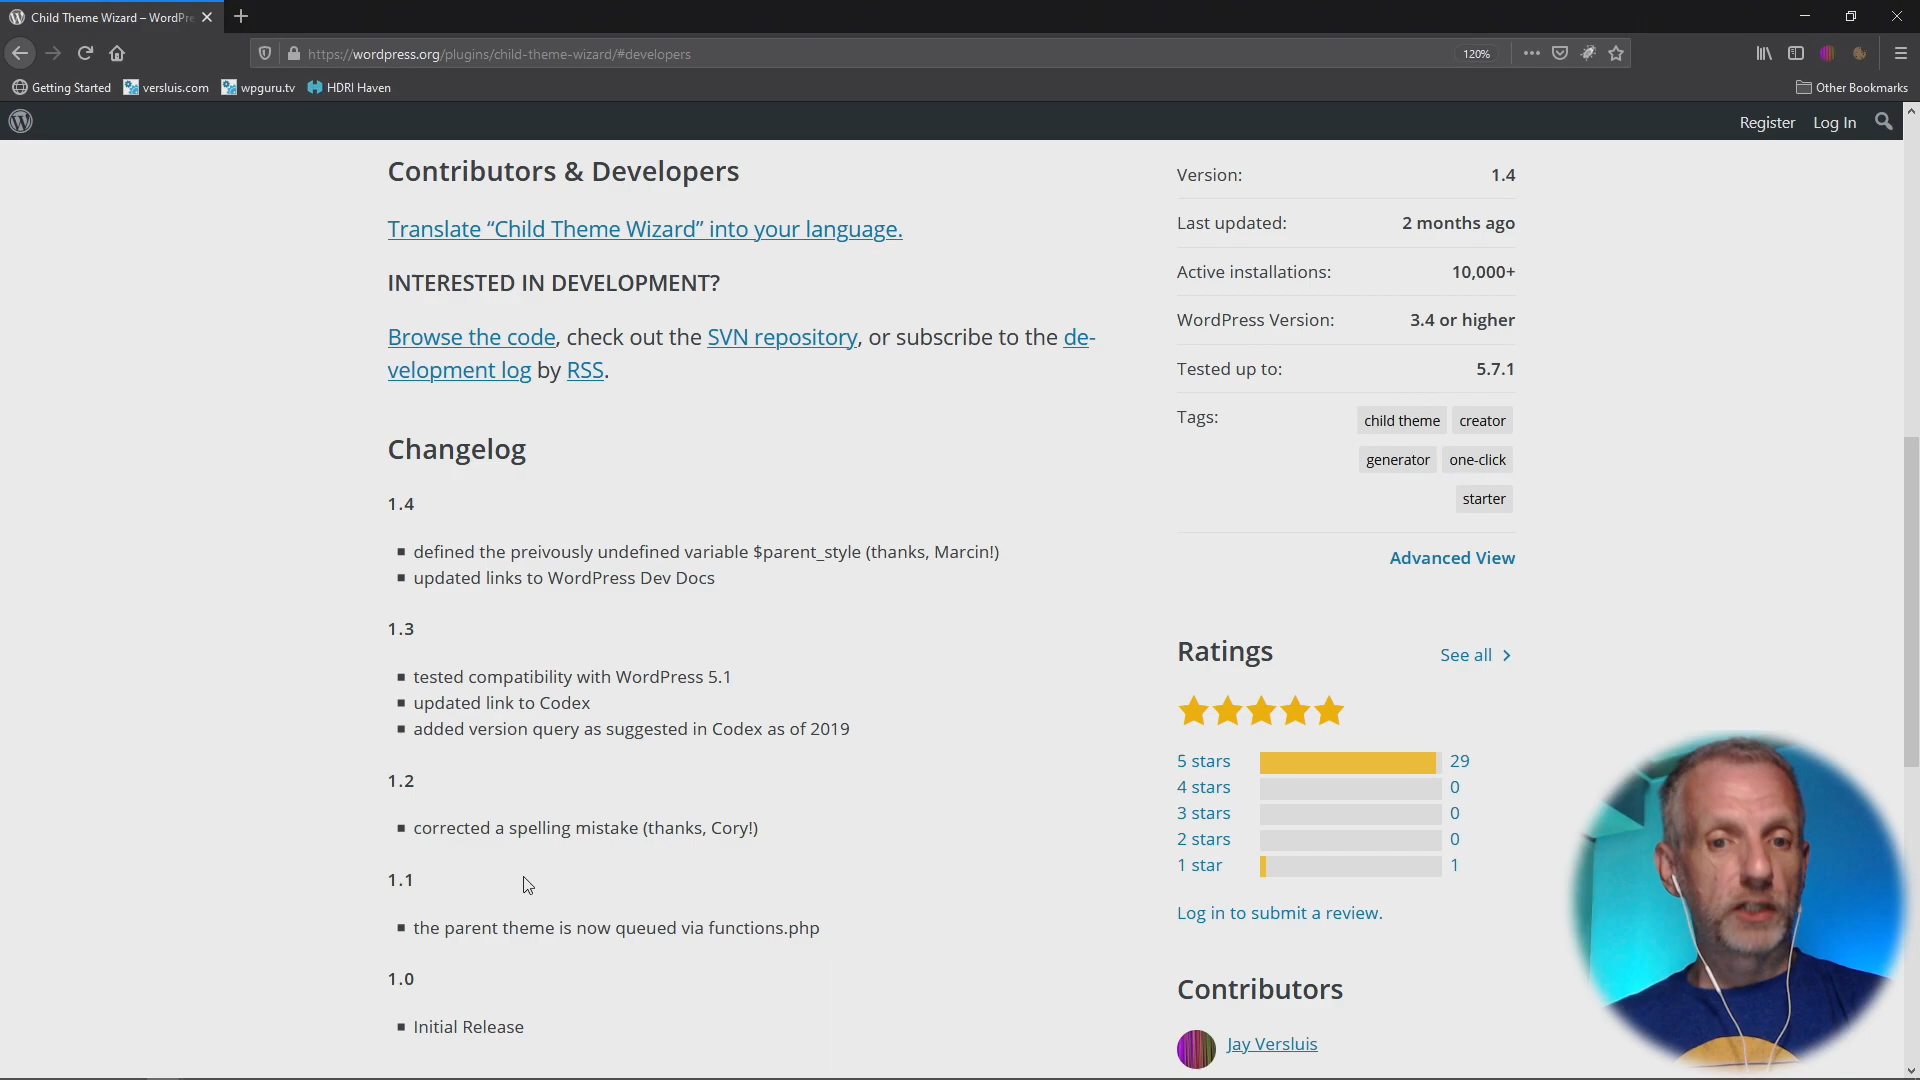 Child Theme Wizard – WordPre
https://wordpress.org/plugins/child-theme-wizard/#developers
120%
Getting Started
versluis.com
wpguru.tv
HDRI Haven
Other Bookmarks
Register
Log In
Contributors & Developers
Translate “Child Theme Wizard” into your language.
INTERESTED IN DEVELOPMENT?
Browse the code, check out the SVN repository, or subscribe to the de-
velopment log by RSS.
Changelog
1.4
defined the preivously undefined variable $parent_style (thanks, Marcin!)
updated links to WordPress Dev Docs
1.3
tested compatibility with WordPress 5.1
updated link to Codex
added version query as suggested in Codex as of 2019
1.2
corrected a spelling mistake (thanks, Cory!)
1.1
the parent theme is now queued via functions.php
1.0
Initial Release
Version: 1.4
Last updated: 2 months ago
Active installations: 10,000+
WordPress Version: 3.4 or higher
Tested up to: 5.7.1
Tags: child theme creator
generator one-click
starter
Advanced View
Ratings See all
5 stars 29
4 stars 0
3 stars 0
2 stars 0
1 star 1
Log in to submit a review.
Contributors
Jay Versluis